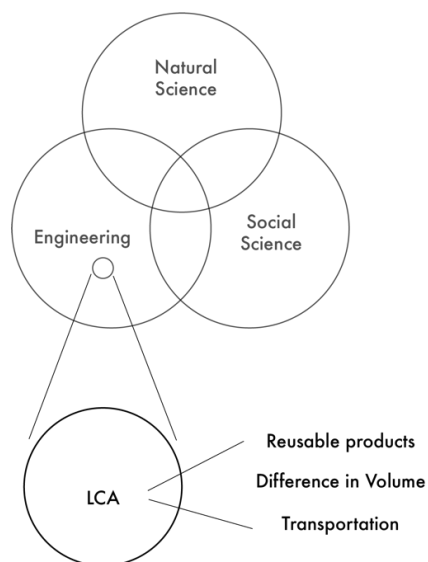 Natural
Science
Engineering
Social
Science
LCA
Reusable products
Difference in Volume
Transportation